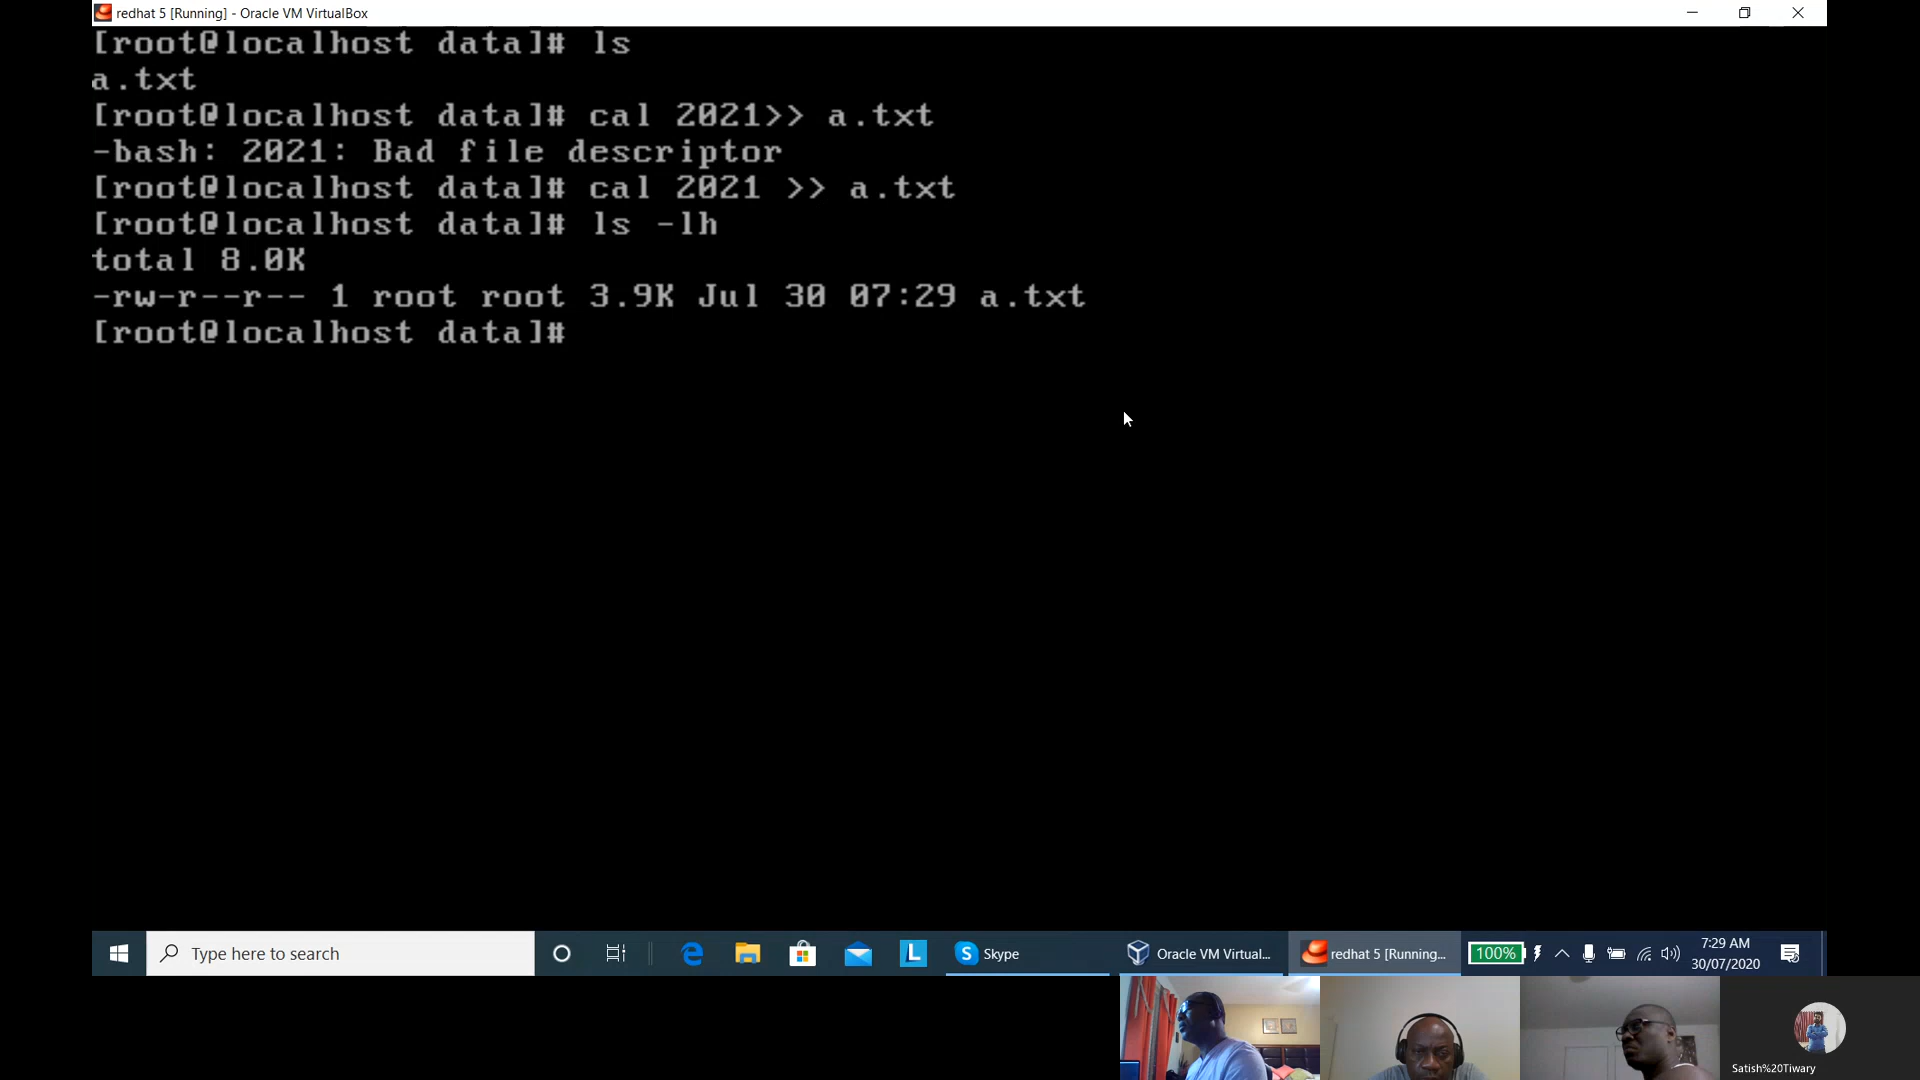 redhat 5 [Running] - Oracle VM VirtualBox
[root@localhost data]# ls
a.txt
[root@localhost data]# cal 2021>> a.txt
-bash: 2021: Bad file descriptor
[root@localhost data]# cal 2021 >> a.txt
[root@localhost data]# ls -lh
total 8.0K
-rw-r--r-- 1 root root 3.9K Jul 30 07:29 a.txt
[root@localhost data]#
Type here to search
L
S Skype
Oracle VM Virtual...
redhat 5 [Running...
100%
7:29 AM
30/07/2020
Satish%20Tiwary